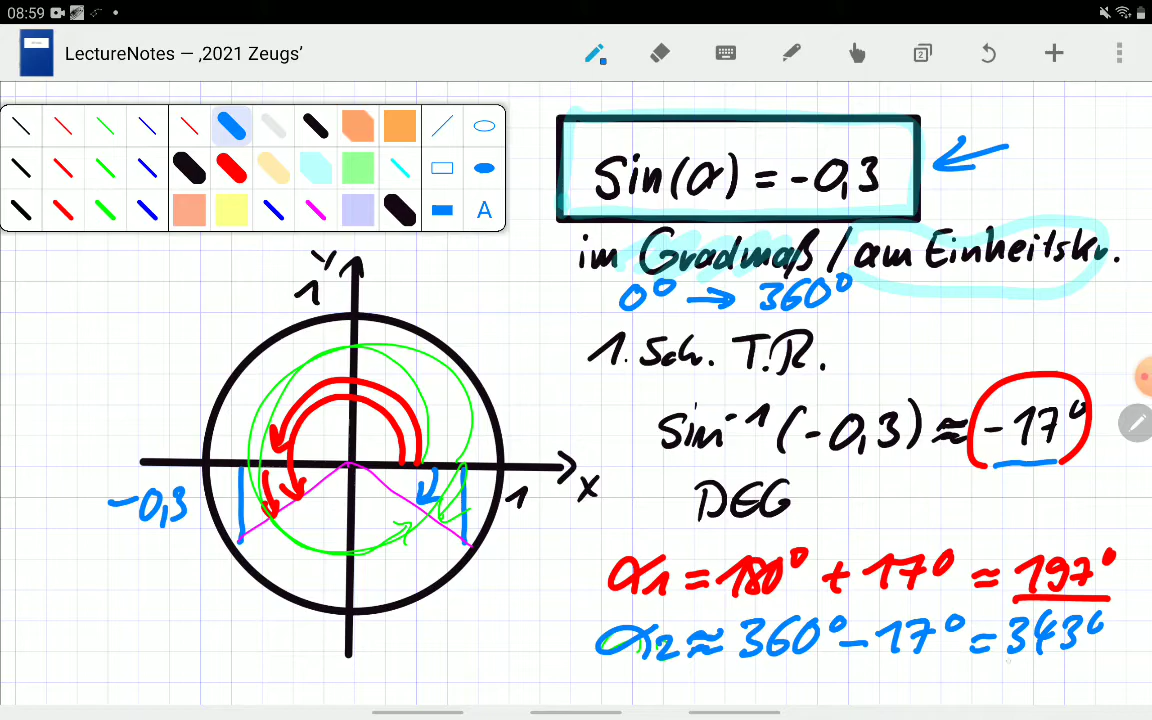 08:59
LectureNotes — ‚2021 Zeugs’
2
A
sin(α) = -0,3
im Gradmaß / am Einheitskr.
0° → 360°
1. Sch. T.R.
sin⁻¹(-0,3) ≈ -17°
DEG
α1 = 180° + 17° = 197°
α2 ≈ 360° - 17° = 343°
Y
1
-0,3
1
X